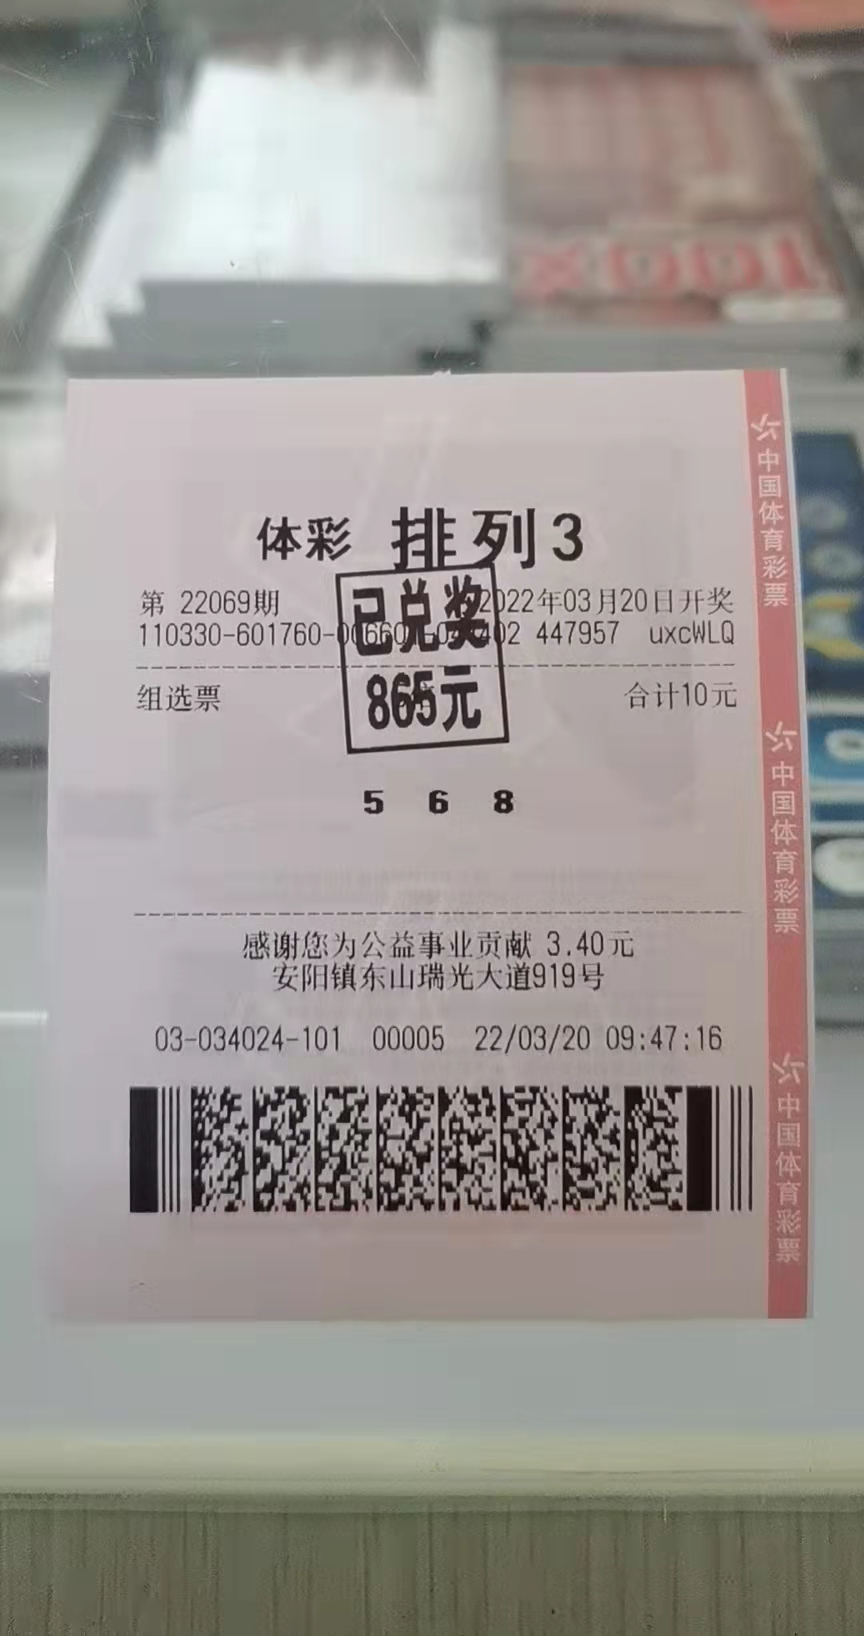 体彩 排列3
第 22069期 2022年03月20日开奖
110330-601760- 447957 uxcWLQ
已兑奖
865元
组选票 合计10元
5 6 8
感谢您为公益事业贡献 3.40元
安阳镇东山瑞光大道919号
03-034024-101 00005 22/03/20 09:47:16
中国体育彩票
中国体育彩票
中国体育彩票
100X